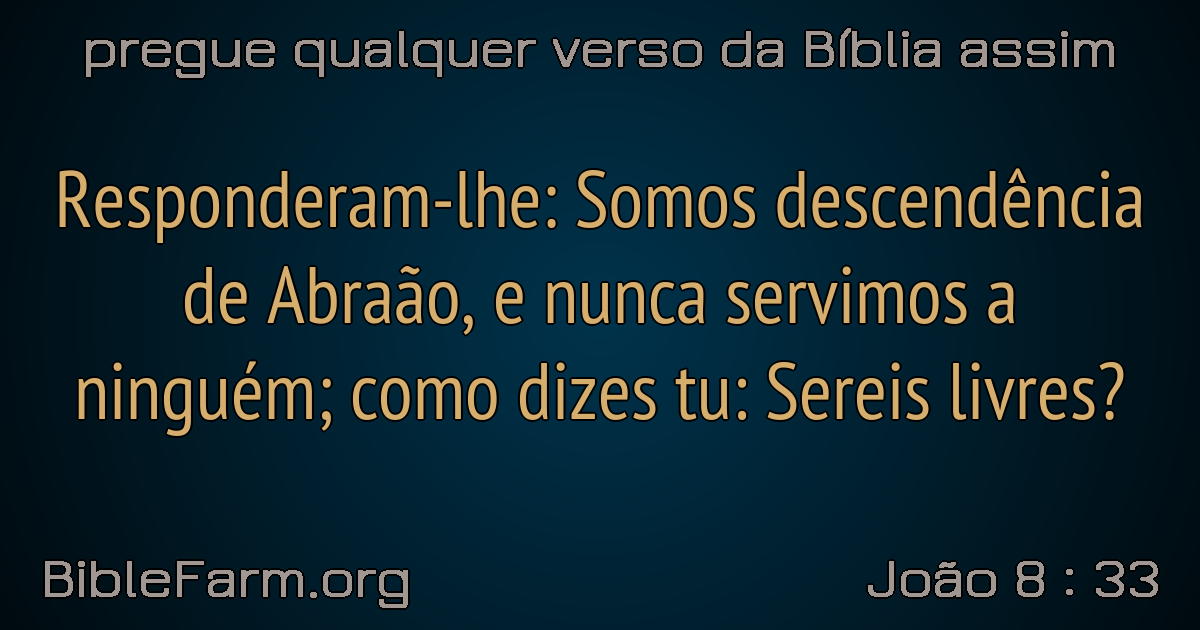 pregue qualquer verso da Bíblia assim
Responderam-lhe: Somos descendência
de Abraão, e nunca servimos a
ninguém; como dizes tu: Sereis livres?
BibleFarm.org
João 8 : 33